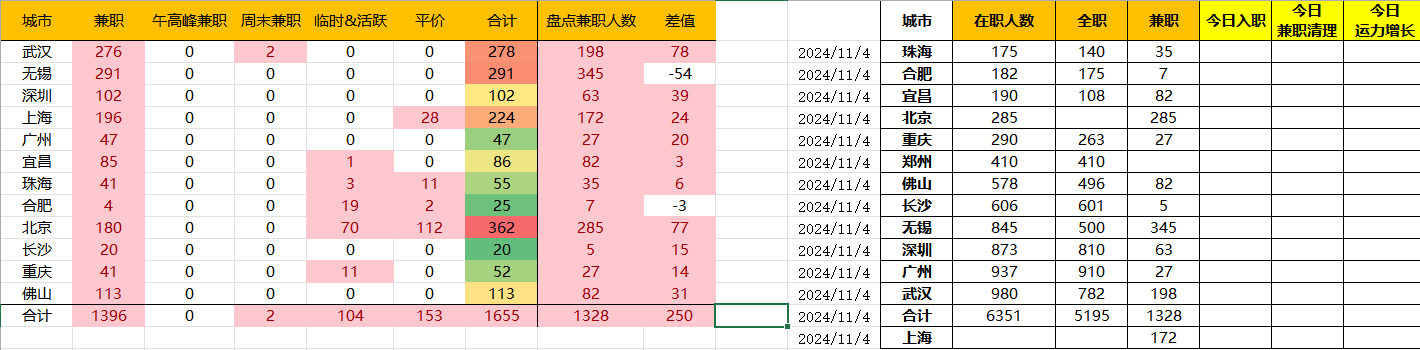 城市 兼职 午高峰兼职 周末兼职 临时&活跃 平价 合计 盘点兼职人数 差值 城市 在职人数 全职 兼职 今日入职 今日兼职清理 今日运力增长
武汉 276 0 2 0 0 278 198 78 2024/11/4 珠海 175 140 35
无锡 291 0 0 0 0 291 345 -54 2024/11/4 合肥 182 175 7
深圳 102 0 0 0 0 102 63 39 2024/11/4 宜昌 190 108 82
上海 196 0 0 0 28 224 172 24 2024/11/4 北京 285 285
广州 47 0 0 0 0 47 27 20 2024/11/4 重庆 290 263 27
宜昌 85 0 0 1 0 86 82 3 2024/11/4 郑州 410 410
珠海 41 0 0 3 11 55 35 6 2024/11/4 佛山 578 496 82
合肥 4 0 0 19 2 25 7 -3 2024/11/4 长沙 606 601 5
北京 180 0 0 70 112 362 285 77 2024/11/4 无锡 845 500 345
长沙 20 0 0 0 0 20 5 15 2024/11/4 深圳 873 810 63
重庆 41 0 0 11 0 52 27 14 2024/11/4 广州 937 910 27
佛山 113 0 0 0 0 113 82 31 2024/11/4 武汉 980 782 198
合计 1396 0 2 104 153 1655 1328 250 2024/11/4 合计 6351 5195 1328
2024/11/4 上海 172